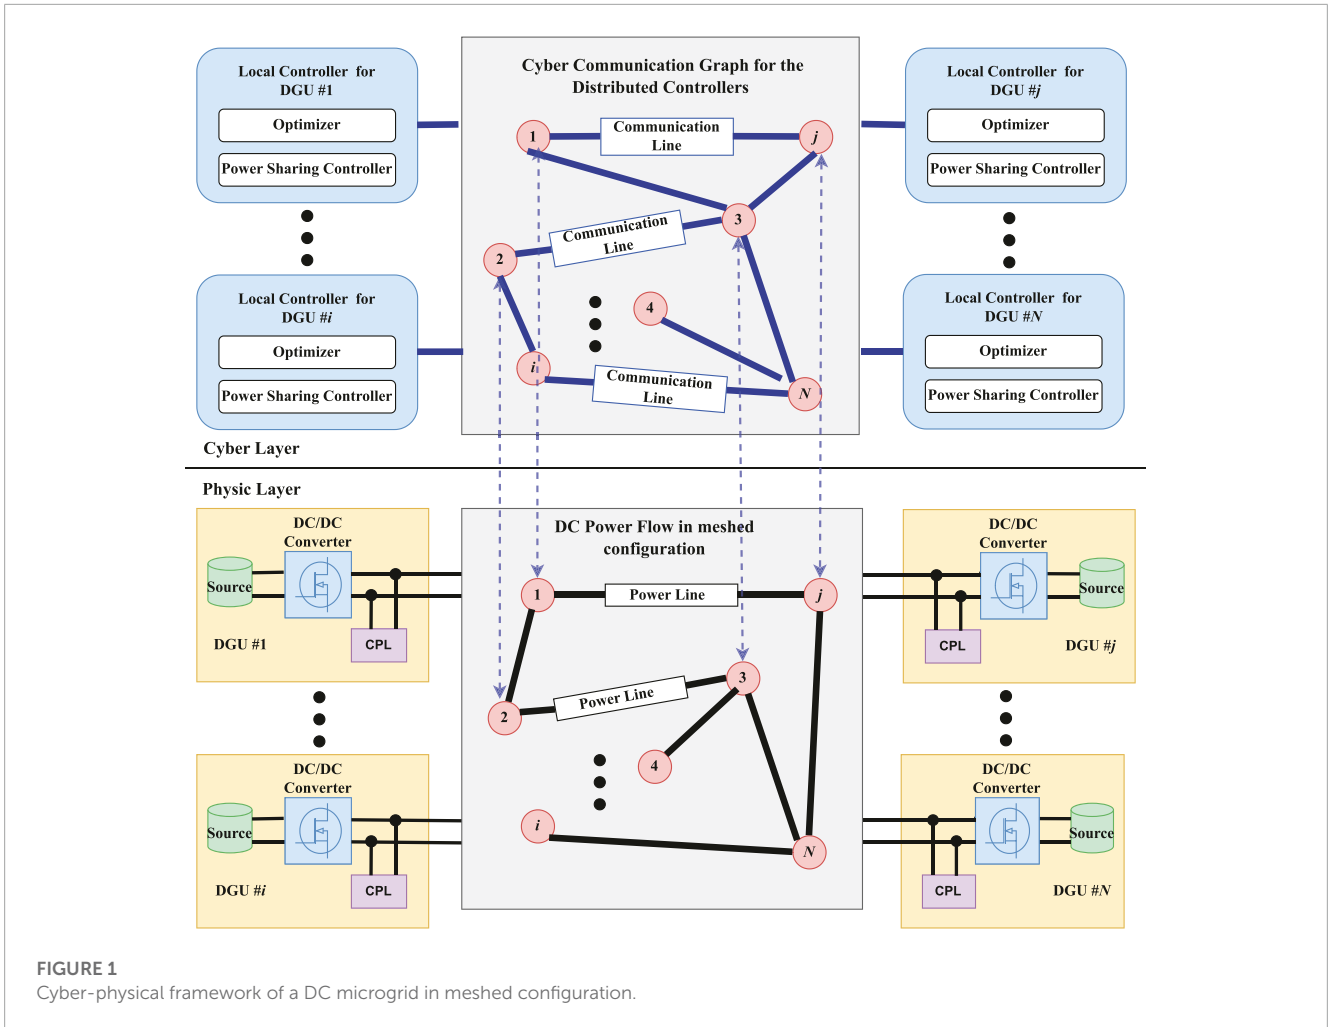 Local Controller for
DGU #1
Optimizer
Power Sharing Controller
Cyber Communication Graph for the
Distributed Controllers
Local Controller for
DGU #j
Optimizer
Power Sharing Controller
1
Communication
Line
j
3
Communication
Line
2
4
i
Communication
Line
N
Local Controller for
DGU #i
Optimizer
Power Sharing Controller
Local Controller for
DGU #N
Optimizer
Power Sharing Controller
Cyber Layer
Physic Layer
DC/DC
Converter
Source
CPL
DGU #1
DC Power Flow in meshed
configuration
1
Power Line
j
3
Power Line
2
4
i
N
DC/DC
Converter
Source
CPL
DGU #j
DC/DC
Converter
Source
CPL
DGU #i
DC/DC
Converter
Source
CPL
DGU #N
FIGURE 1
Cyber-physical framework of a DC microgrid in meshed configuration.